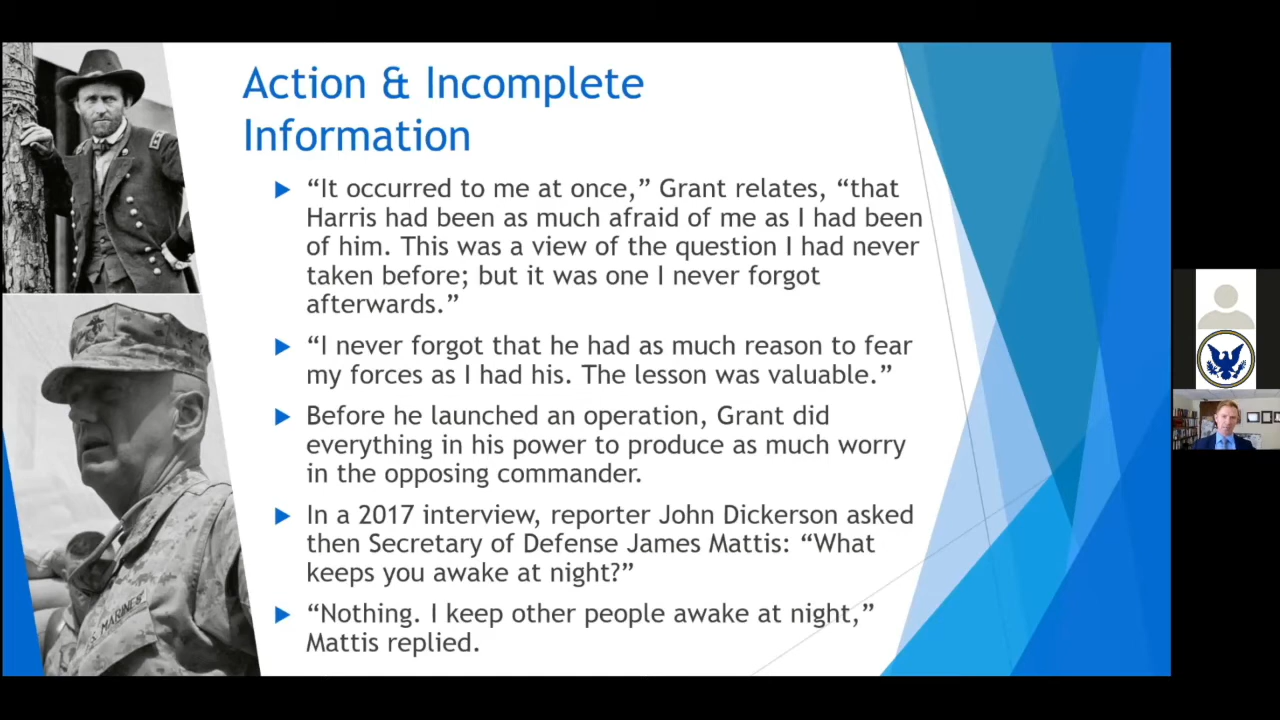 Action & Incomplete
Information
“It occurred to me at once,” Grant relates, “that
Harris had been as much afraid of me as I had been
of him. This was a view of the question I had never
taken before; but it was one I never forgot
afterwards.”
“I never forgot that he had as much reason to fear
my forces as I had his. The lesson was valuable.”
Before he launched an operation, Grant did
everything in his power to produce as much worry
in the opposing commander.
In a 2017 interview, reporter John Dickerson asked
then Secretary of Defense James Mattis: “What
keeps you awake at night?”
“Nothing. I keep other people awake at night,”
Mattis replied.
MARINES